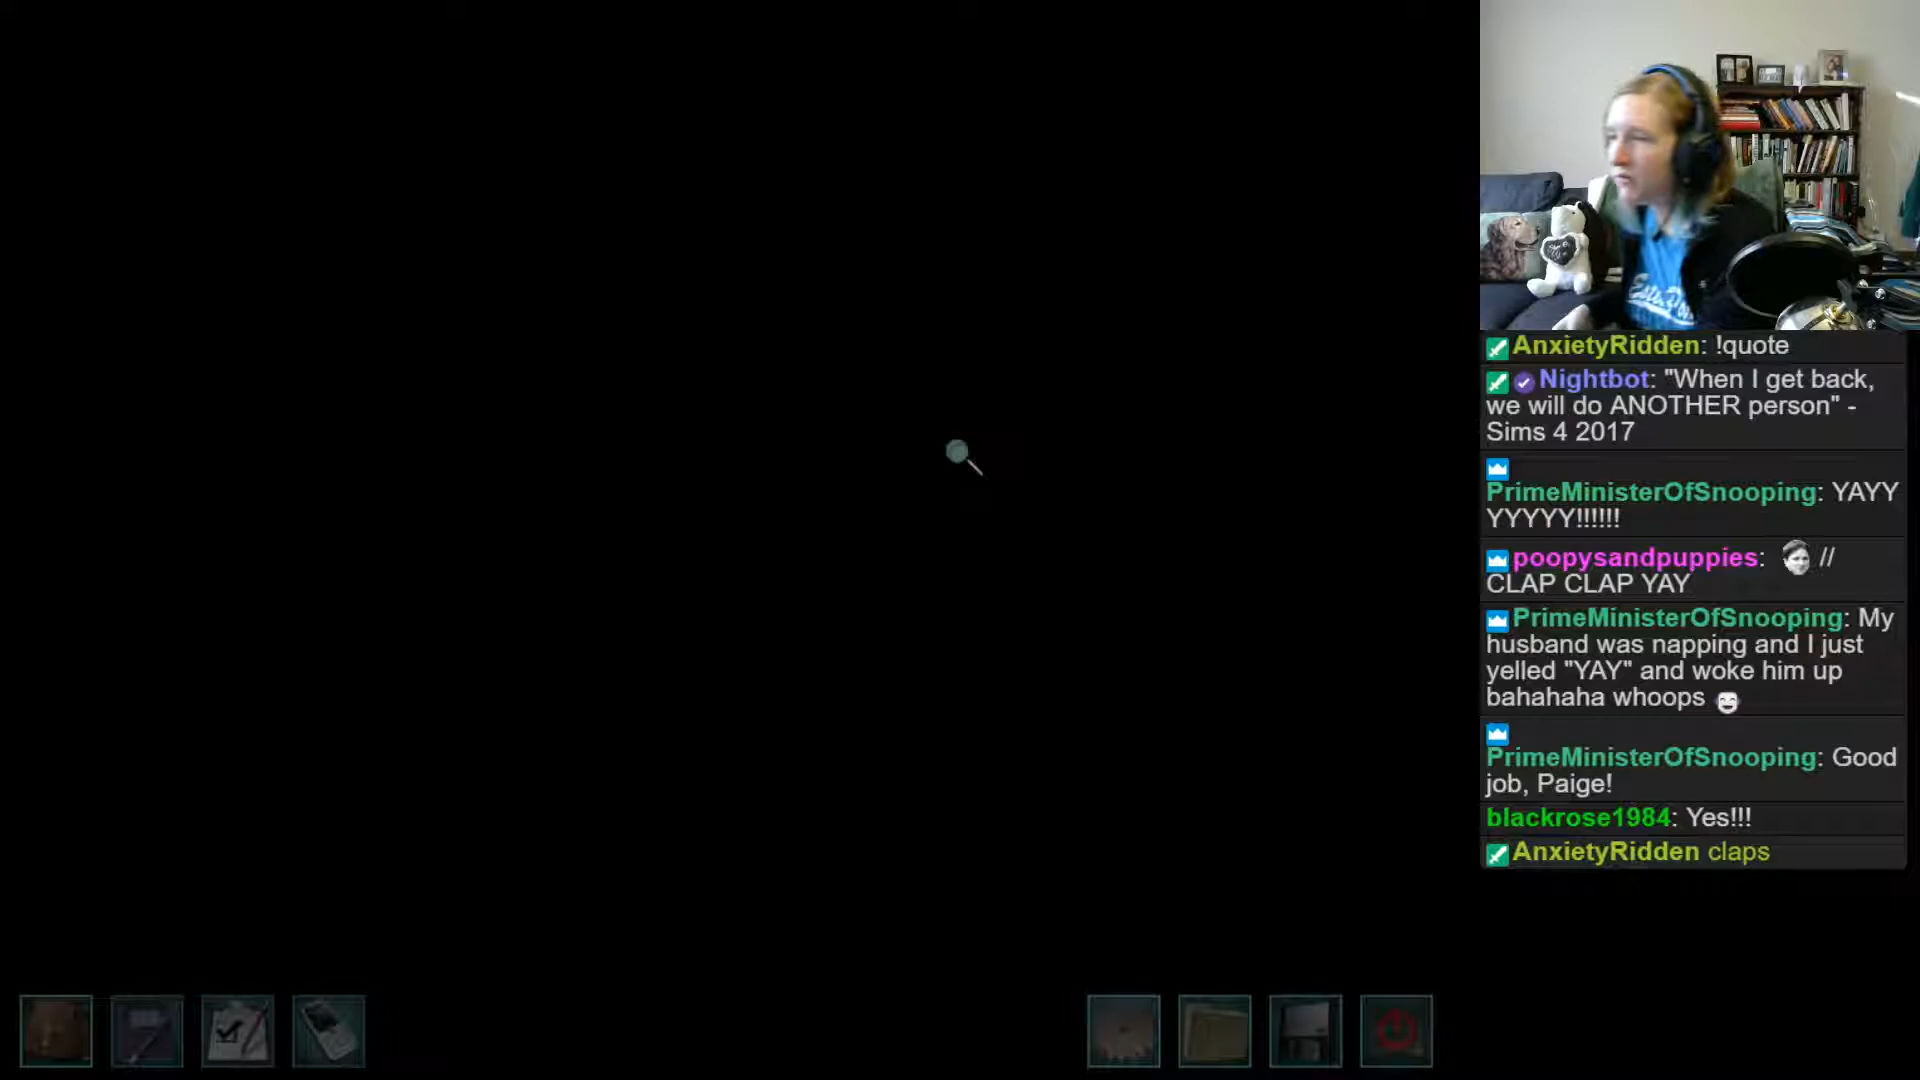 AnxietyRidden: !quote
Nightbot: "When I get back,
we will do ANOTHER person" -
Sims 4 2017
PrimeMinisterOfSnooping: YAYY
YYYYY!!!!!!
poopysandpuppies: //
CLAP CLAP YAY
PrimeMinisterOfSnooping: My
husband was napping and I just
yelled "YAY" and woke him up
bahahaha whoops
PrimeMinisterOfSnooping: Good
job, Paige!
blackrose1984: Yes!!!
AnxietyRidden claps